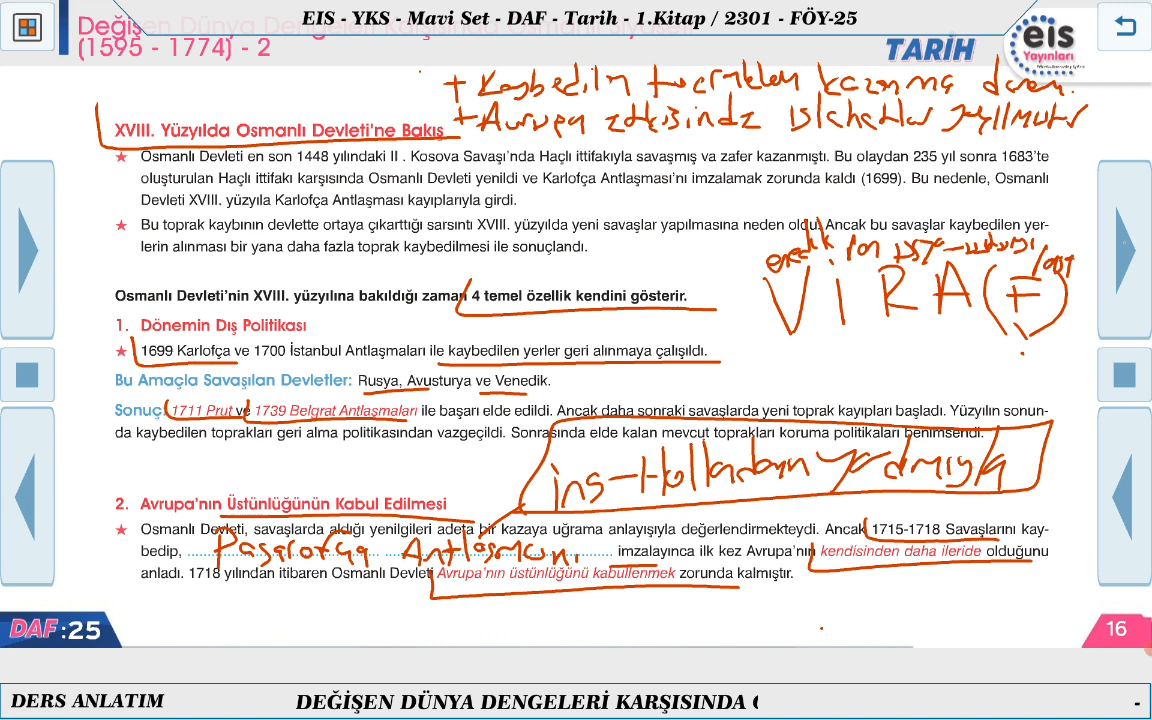 EIS - YKS - Mavi Set - DAF - Tarih - 1.Kitap / 2301 - FÖY-25
Değişen Dünya Dengeleri Karşısında Osmanlı Siyaseti
(1595 - 1774) - 2
TARİH
eis
Yayınları
+ Kaybedilen
kazanma
+ Avrupa etkisinde ıslahatlar yapılmıştır
XVIII. Yüzyılda Osmanlı Devleti'ne Bakış
★ Osmanlı Devleti en son 1448 yılındaki II . Kosova Savaşı'nda Haçlı ittifakıyla savaşmış va zafer kazanmıştı. Bu olaydan 235 yıl sonra 1683'te
oluşturulan Haçlı ittifakı karşısında Osmanlı Devleti yenildi ve Karlofça Antlaşması'nı imzalamak zorunda kaldı (1699). Bu nedenle, Osmanlı
Devleti XVIII. yüzyıla Karlofça Antlaşması kayıplarıyla girdi.
★ Bu toprak kaybının devlette ortaya çıkarttığı sarsıntı XVIII. yüzyılda yeni savaşlar yapılmasına neden oldu. Ancak bu savaşlar kaybedilen yer-
lerin alınması bir yana daha fazla toprak kaybedilmesi ile sonuçlandı.
VİRA(F)
Osmanlı Devleti'nin XVIII. yüzyılına bakıldığı zaman 4 temel özellik kendini gösterir.
1. Dönemin Dış Politikası
★ 1699 Karlofça ve 1700 İstanbul Antlaşmaları ile kaybedilen yerler geri alınmaya çalışıldı.
Bu Amaçla Savaşılan Devletler: Rusya, Avusturya ve Venedik.
Sonuç: 1711 Prut ve 1739 Belgrat Antlaşmaları ile başarı elde edildi. Ancak daha sonraki savaşlarda yeni toprak kayıpları başladı. Yüzyılın sonun-
da kaybedilen toprakları geri alma politikasından vazgeçildi. Sonrasında elde kalan mevcut toprakları koruma politikaları benimsendi.
ing-Hollandanın yardımıyla
2. Avrupa'nın Üstünlüğünün Kabul Edilmesi
★ Osmanlı Devleti, savaşlarda aldığı yenilgileri adeta bir kazaya uğrama anlayışıyla değerlendirmekteydi. Ancak 1715-1718 Savaşlarını kay-
bedip, Pasarofça Antlaşmasını imzalayınca ilk kez Avrupa'nın kendisinden daha ileride olduğunu
anladı. 1718 yılından itibaren Osmanlı Devleti Avrupa'nın üstünlüğünü kabullenmek zorunda kalmıştır.
DAF:25
16
DERS ANLATIM
DEĞİŞEN DÜNYA DENGELERİ KARŞISINDA
-